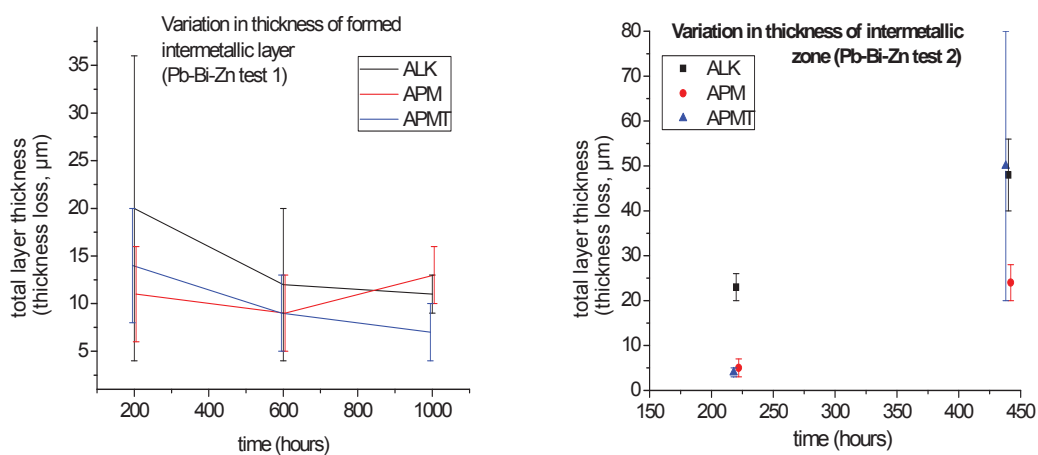 Variation in thickness of formed
intermetallic layer
(Pb-Bi-Zn test 1)
ALK
APM
APMT
35
30
25
20
15
10
5
200
400
600
800
1000
time (hours)
total layer thickness
(thickness loss, µm)
Variation in thickness of intermetallic
zone (Pb-Bi-Zn test 2)
ALK
APM
APMT
80
70
60
50
40
30
20
10
0
150
200
250
300
350
400
450
time (hours)
total layer thickness
(thickness loss, µm)